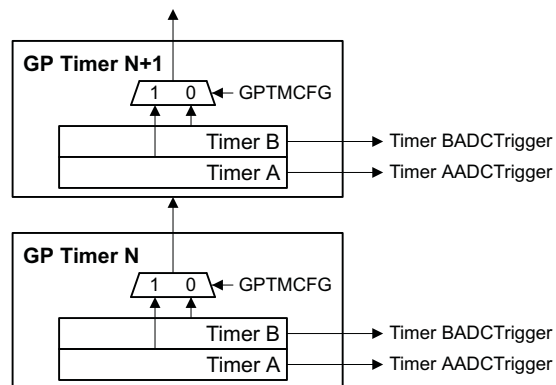 GP Timer N+1
1 0 GPTMCFG
Timer B Timer BADCTrigger
Timer A Timer AADCTrigger
GP Timer N
1 0 GPTMCFG
Timer B Timer BADCTrigger
Timer A Timer AADCTrigger